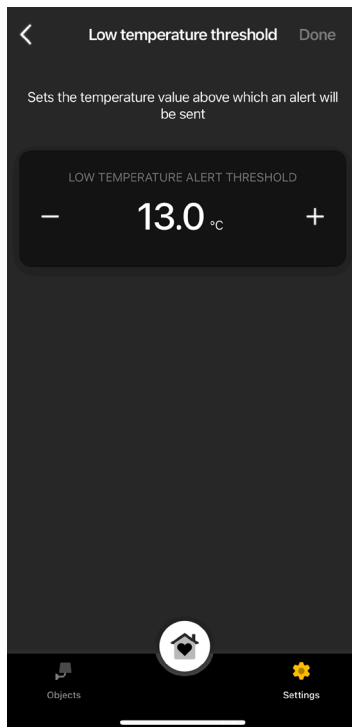 Low temperature threshold Done
Sets the temperature value above which an alert will
be sent
LOW TEMPERATURE ALERT THRESHOLD
− 13.0 °C +
Objects
Settings